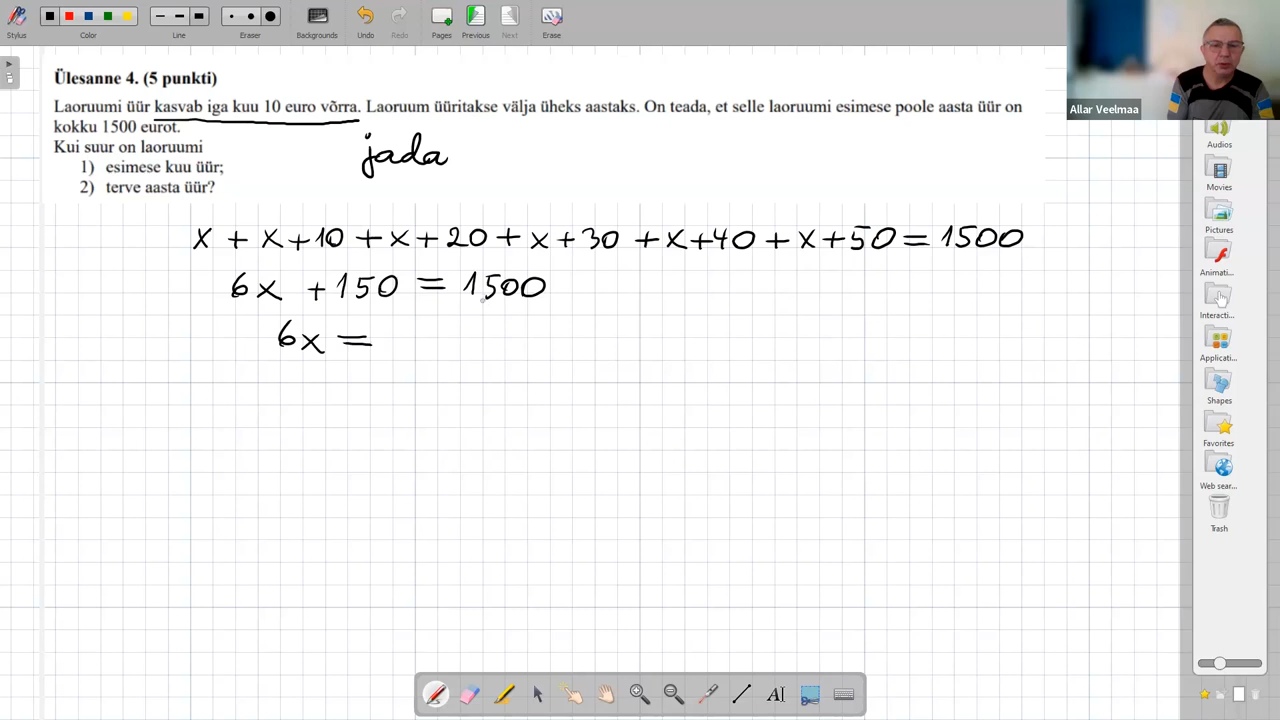 Stylus
Color
Line
Eraser
Backgrounds
Undo
Redo
Pages
Previous
Next
Erase
Allar Veelmaa
Ülesanne 4. (5 punkti)
Laoruumi üür kasvab iga kuu 10 euro võrra. Laoruum üüritakse välja üheks aastaks. On teada, et selle laoruumi esimese poole aasta üür on
kokku 1500 eurot.
Kui suur on laoruumi
1) esimese kuu üür;
2) terve aasta üür?
jada
x + x+10 + x+20 + x+30 + x+40 + x+50 = 1500
6x + 150 = 1500
6x =
Audios
Movies
Pictures
Animati...
Interacti...
Applicati...
Shapes
Favorites
Web sear...
Trash